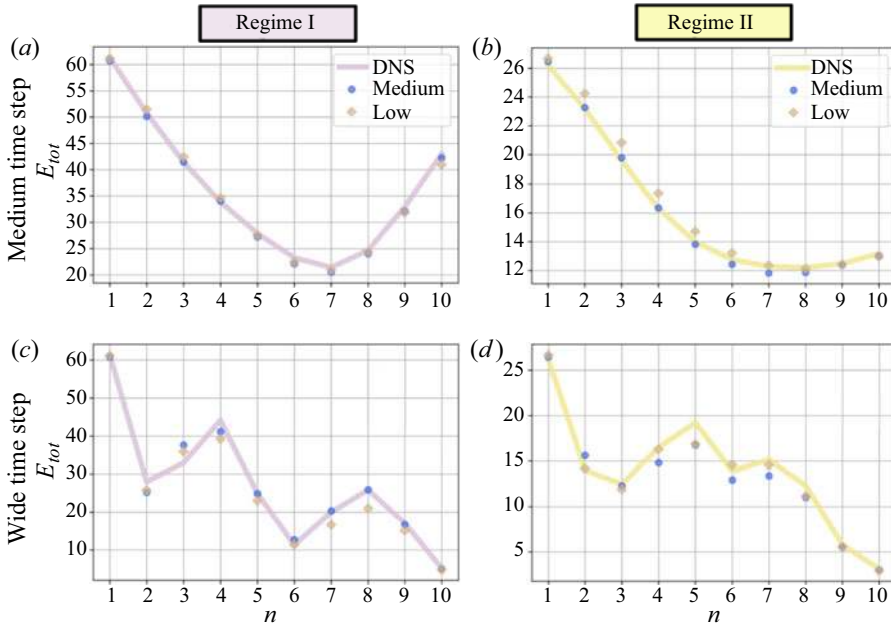 Regime I
Regime II
(a)
(b)
Medium time step
E_tot
60
55
50
45
40
35
30
25
20
DNS
Medium
Low
1 2 3 4 5 6 7 8 9 10
26
24
22
20
18
16
14
12
DNS
Medium
Low
1 2 3 4 5 6 7 8 9 10
(c)
(d)
Wide time step
E_tot
60
50
40
30
20
10
1 2 3 4 5 6 7 8 9 10
n
25
20
15
10
5
1 2 3 4 5 6 7 8 9 10
n